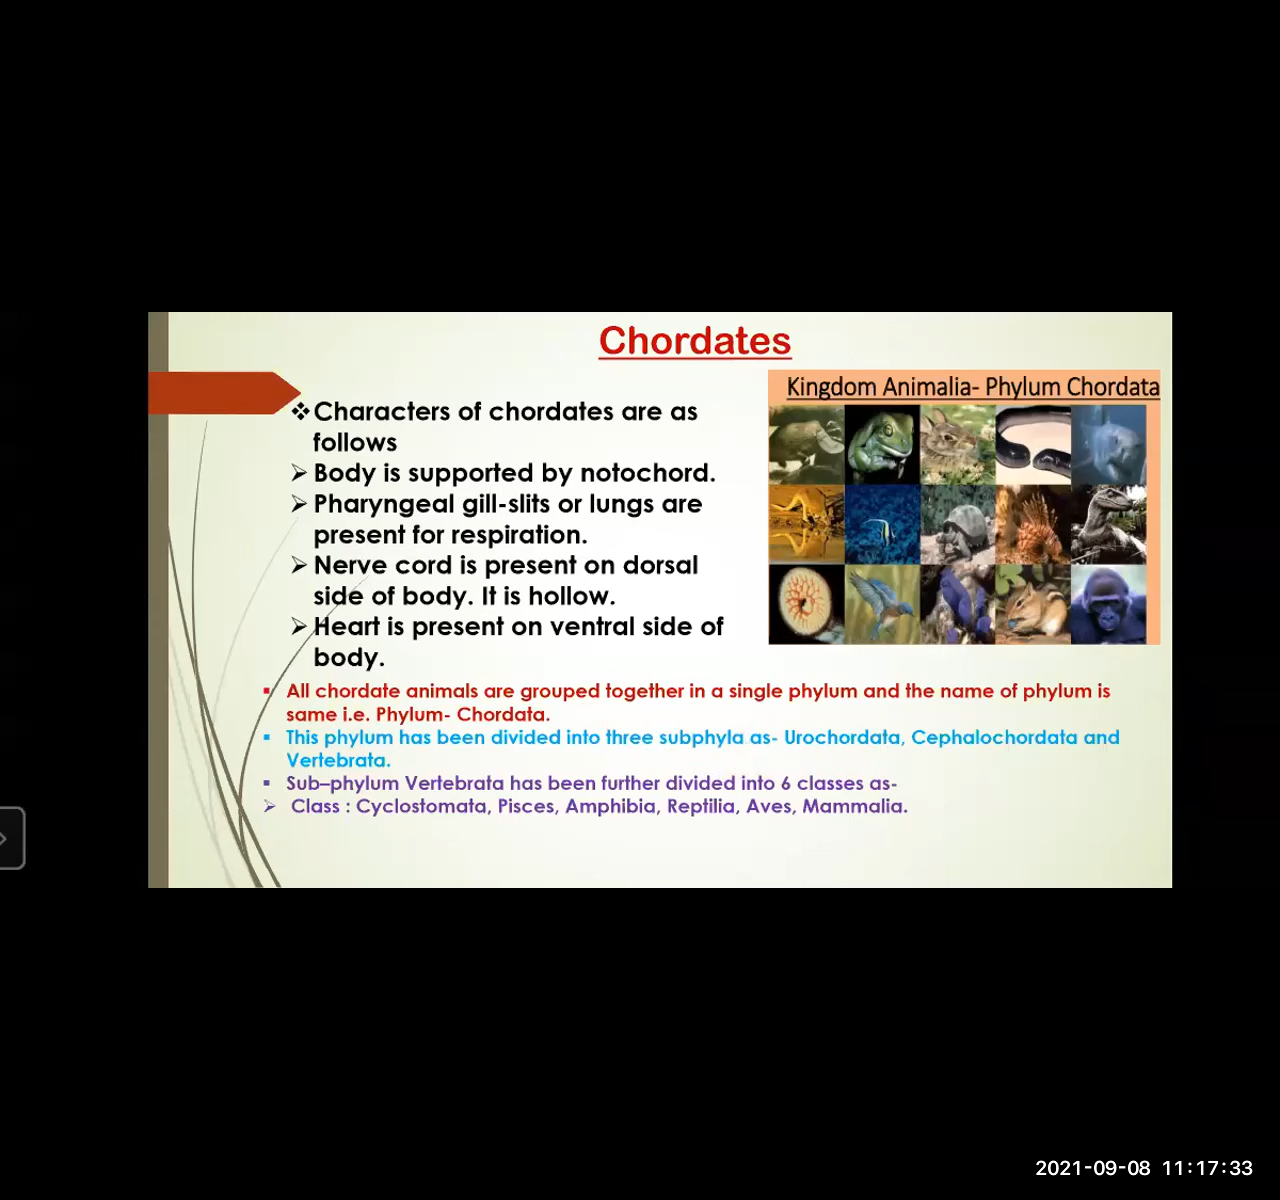 Chordates
Kingdom Animalia- Phylum Chordata
❖Characters of chordates are as
follows
➢ Body is supported by notochord.
➢ Pharyngeal gill-slits or lungs are
present for respiration.
➢ Nerve cord is present on dorsal
side of body. It is hollow.
➢ Heart is present on ventral side of
body.
▪ All chordate animals are grouped together in a single phylum and the name of phylum is
same i.e. Phylum- Chordata.
▪ This phylum has been divided into three subphyla as- Urochordata, Cephalochordata and
Vertebrata.
▪ Sub–phylum Vertebrata has been further divided into 6 classes as-
➢ Class : Cyclostomata, Pisces, Amphibia, Reptilia, Aves, Mammalia.
2021-09-08 11:17:33